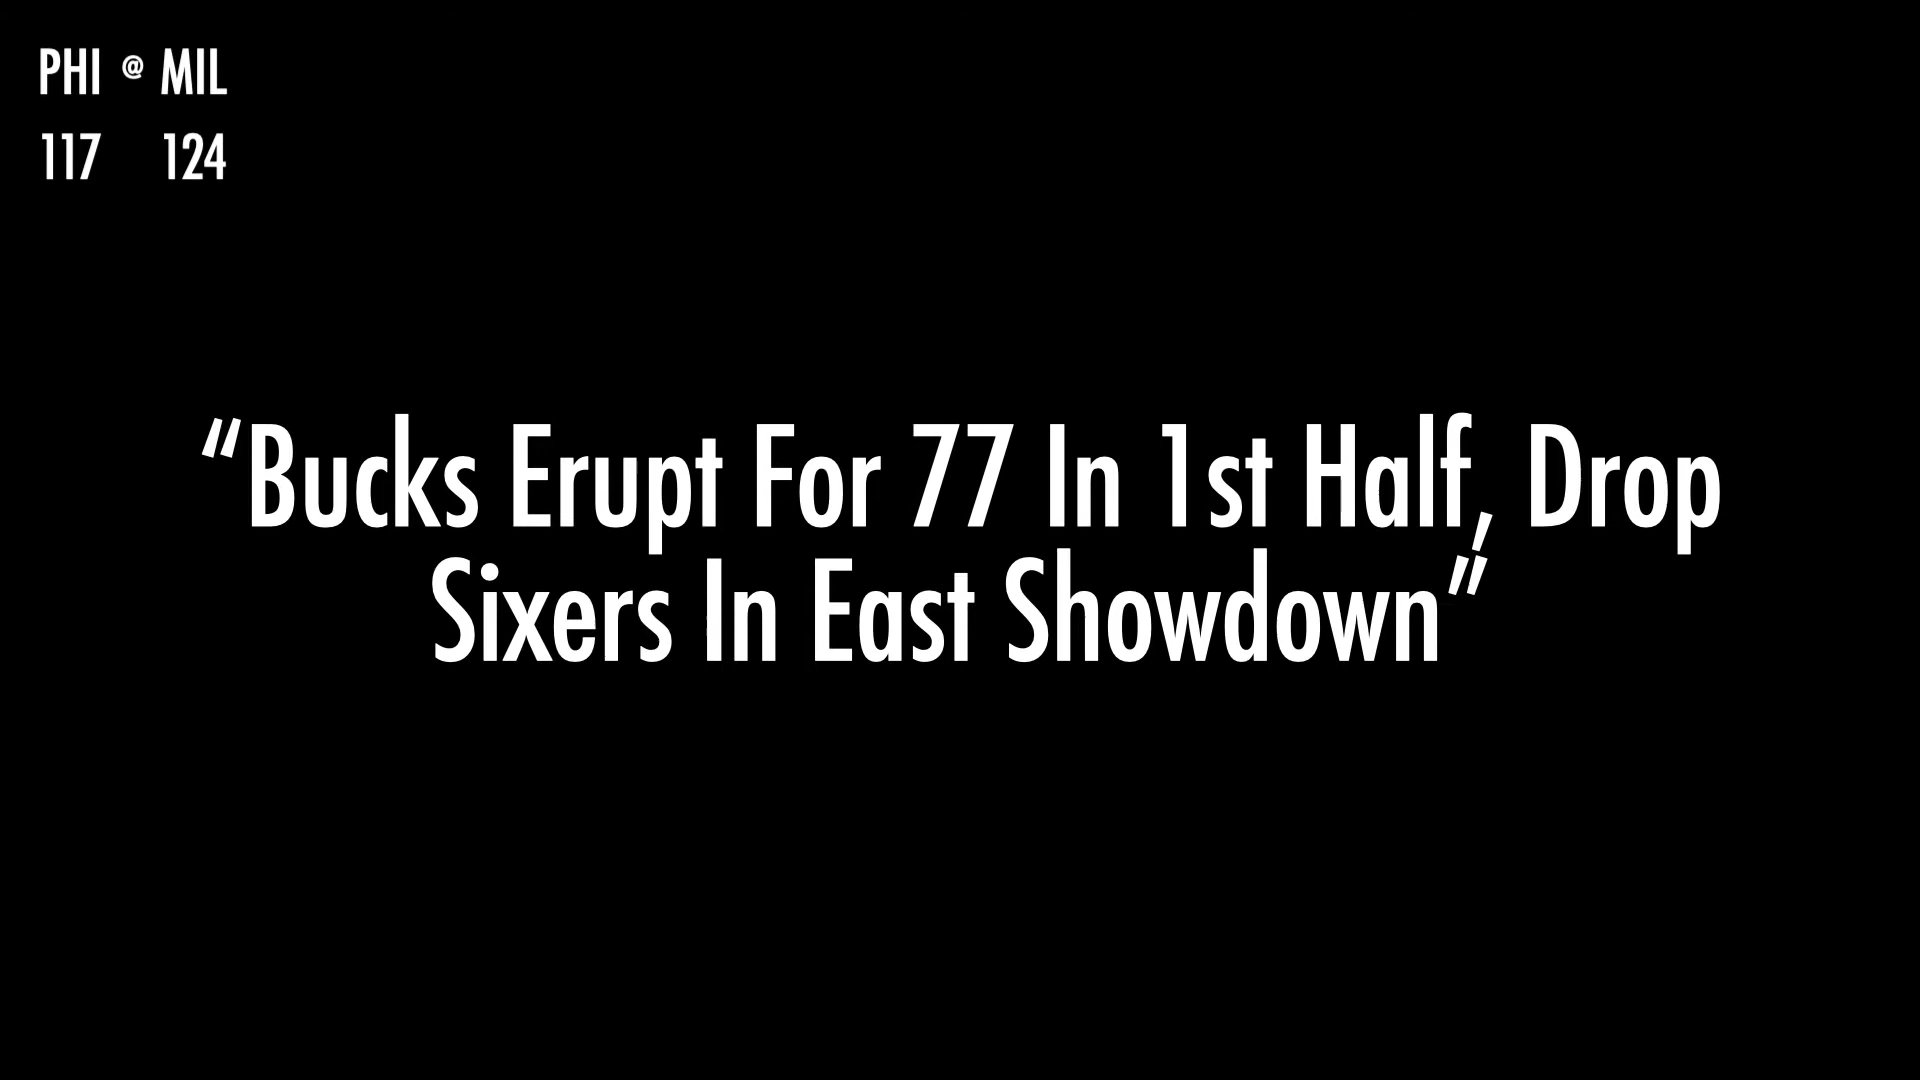 PHI @ MIL
117 124
“Bucks Erupt For 77 In 1st Half, Drop
Sixers In East Showdown”